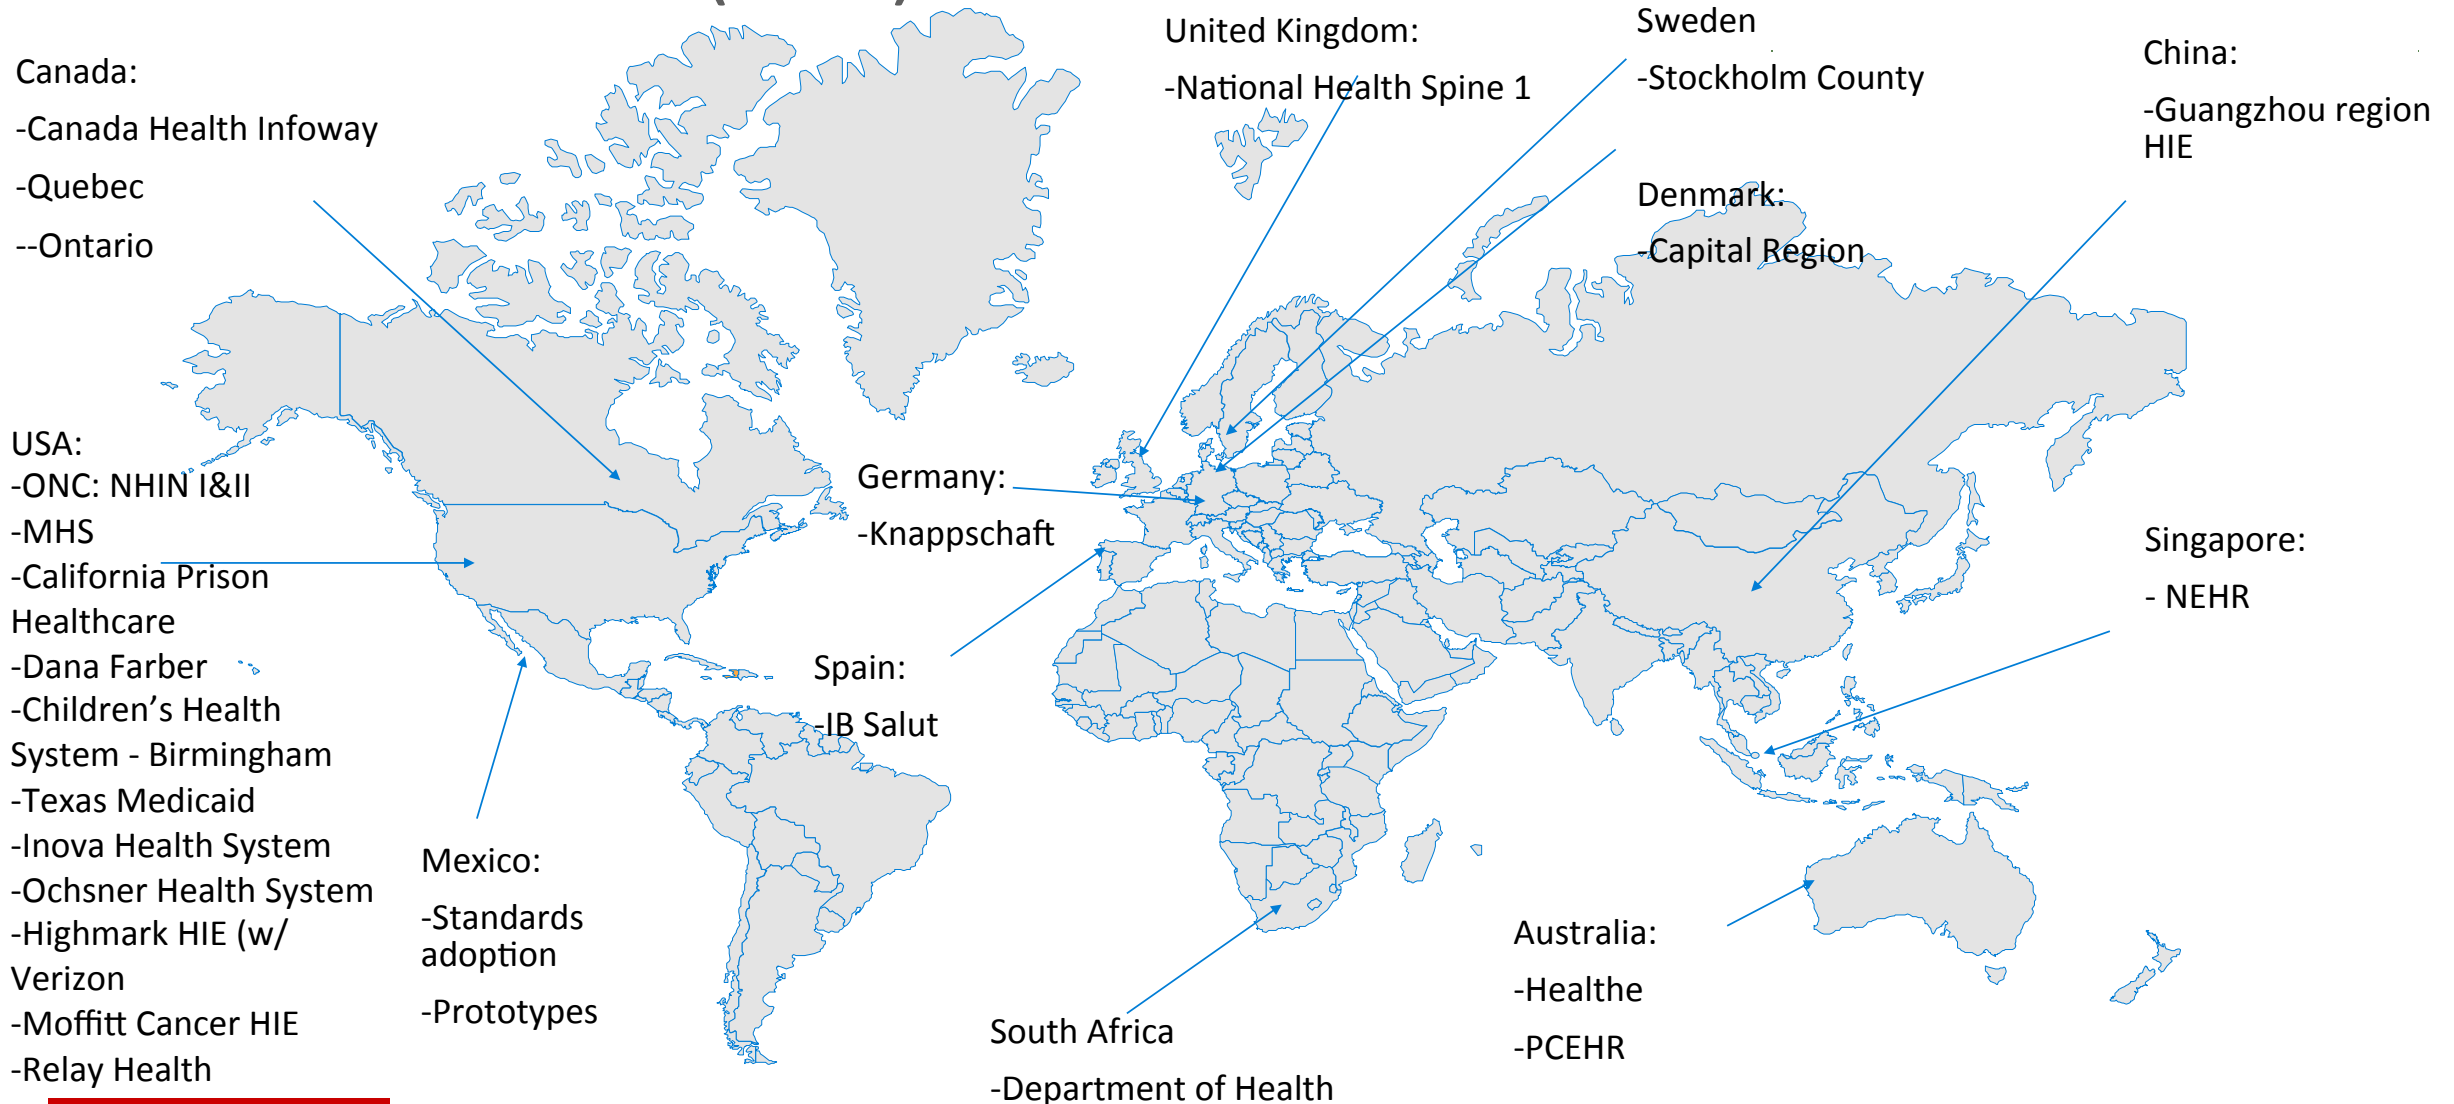 Canada:
-Canada Health Infoway
-Quebec
--Ontario
United Kingdom:
-National Health Spine 1
Sweden
-Stockholm County
Denmark:
-Capital Region
China:
-Guangzhou region
HIE
USA:
-ONC: NHIN I&II
-MHS
-California Prison
Healthcare
-Dana Farber
-Children’s Health
System - Birmingham
-Texas Medicaid
-Inova Health System
-Ochsner Health System
-Highmark HIE (w/
Verizon
-Moffitt Cancer HIE
-Relay Health
Germany:
-Knappschaft
Spain:
-IB Salut
Singapore:
- NEHR
Mexico:
-Standards
adoption
-Prototypes
South Africa
-Department of Health
Australia:
-Healthe
-PCEHR